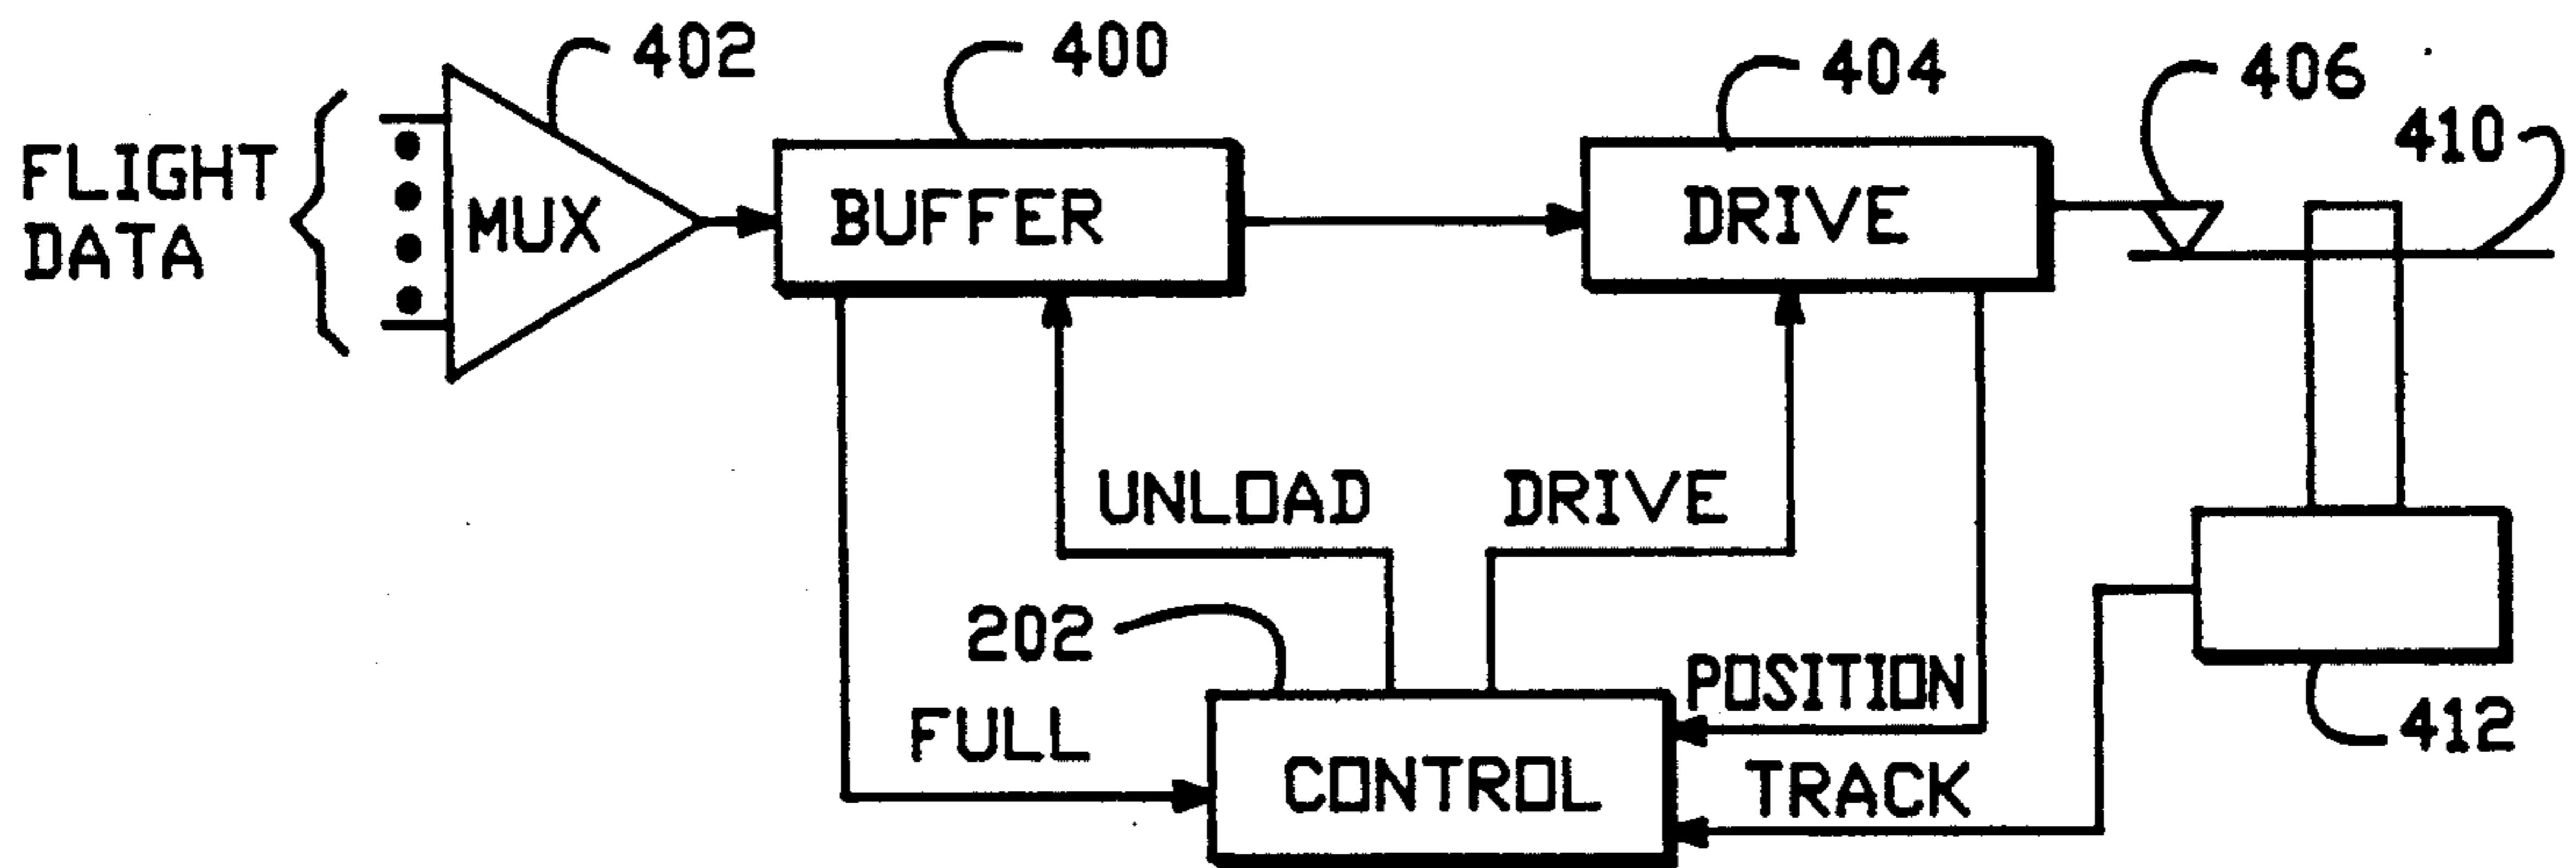 402
400
404
406
410
FLIGHT
DATA
MUX
BUFFER
DRIVE
UNLOAD
DRIVE
202
POSITION
412
FULL
CONTROL
TRACK